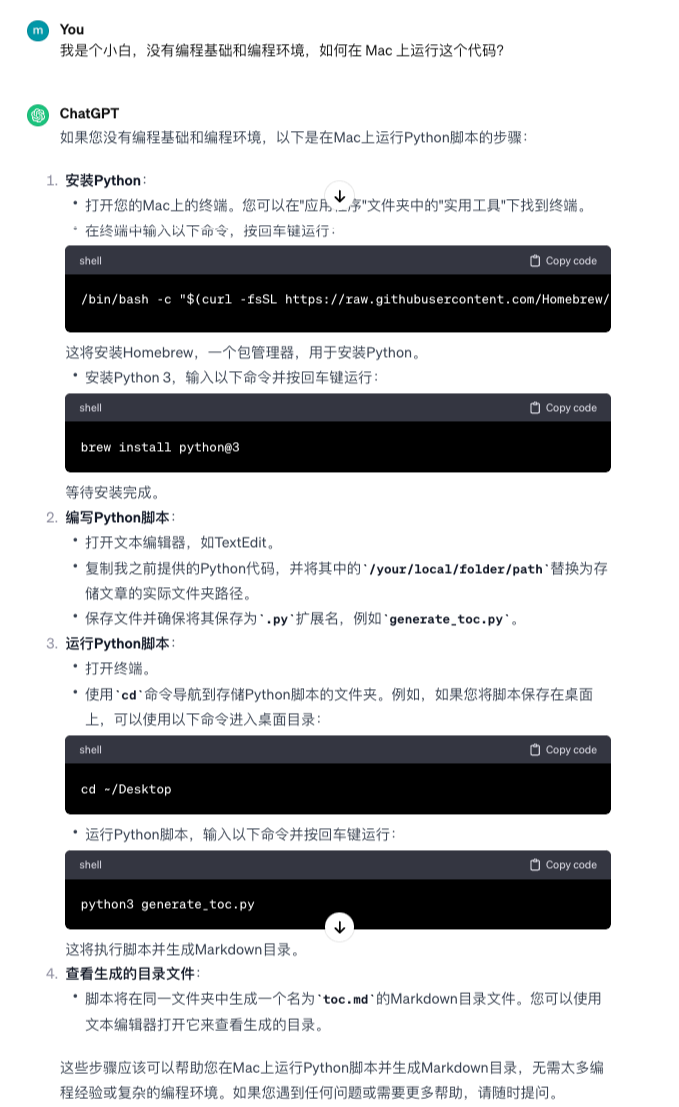 m
You
我是个小白，没有编程基础和编程环境，如何在 Mac 上运行这个代码？
ChatGPT
如果您没有编程基础和编程环境，以下是在Mac上运行Python脚本的步骤：
1. 安装Python：
• 打开您的Mac上的终端。您可以在"应用程序"文件夹中的"实用工具"下找到终端。
• 在终端中输入以下命令，按回车键运行：
shell Copy code
/bin/bash -c "$(curl -fsSL https://raw.githubusercontent.com/Homebrew/
这将安装Homebrew，一个包管理器，用于安装Python。
• 安装Python 3，输入以下命令并按回车键运行：
shell Copy code
brew install python@3
等待安装完成。
2. 编写Python脚本：
• 打开文本编辑器，如TextEdit。
• 复制我之前提供的Python代码，并将其中的`/your/local/folder/path`替换为存
储文章的实际文件夹路径。
• 保存文件并确保将其保存为`.py`扩展名，例如`generate_toc.py`。
3. 运行Python脚本：
• 打开终端。
• 使用`cd`命令导航到存储Python脚本的文件夹。例如，如果您将脚本保存在桌面
上，可以使用以下命令进入桌面目录：
shell Copy code
cd ~/Desktop
• 运行Python脚本，输入以下命令并按回车键运行：
shell Copy code
python3 generate_toc.py
这将执行脚本并生成Markdown目录。
4. 查看生成的目录文件：
• 脚本将在同一文件夹中生成一个名为`toc.md`的Markdown目录文件。您可以使用
文本编辑器打开它来查看生成的目录。
这些步骤应该可以帮助您在Mac上运行Python脚本并生成Markdown目录，无需太多编
程经验或复杂的编程环境。如果您遇到任何问题或需要更多帮助，请随时提问。